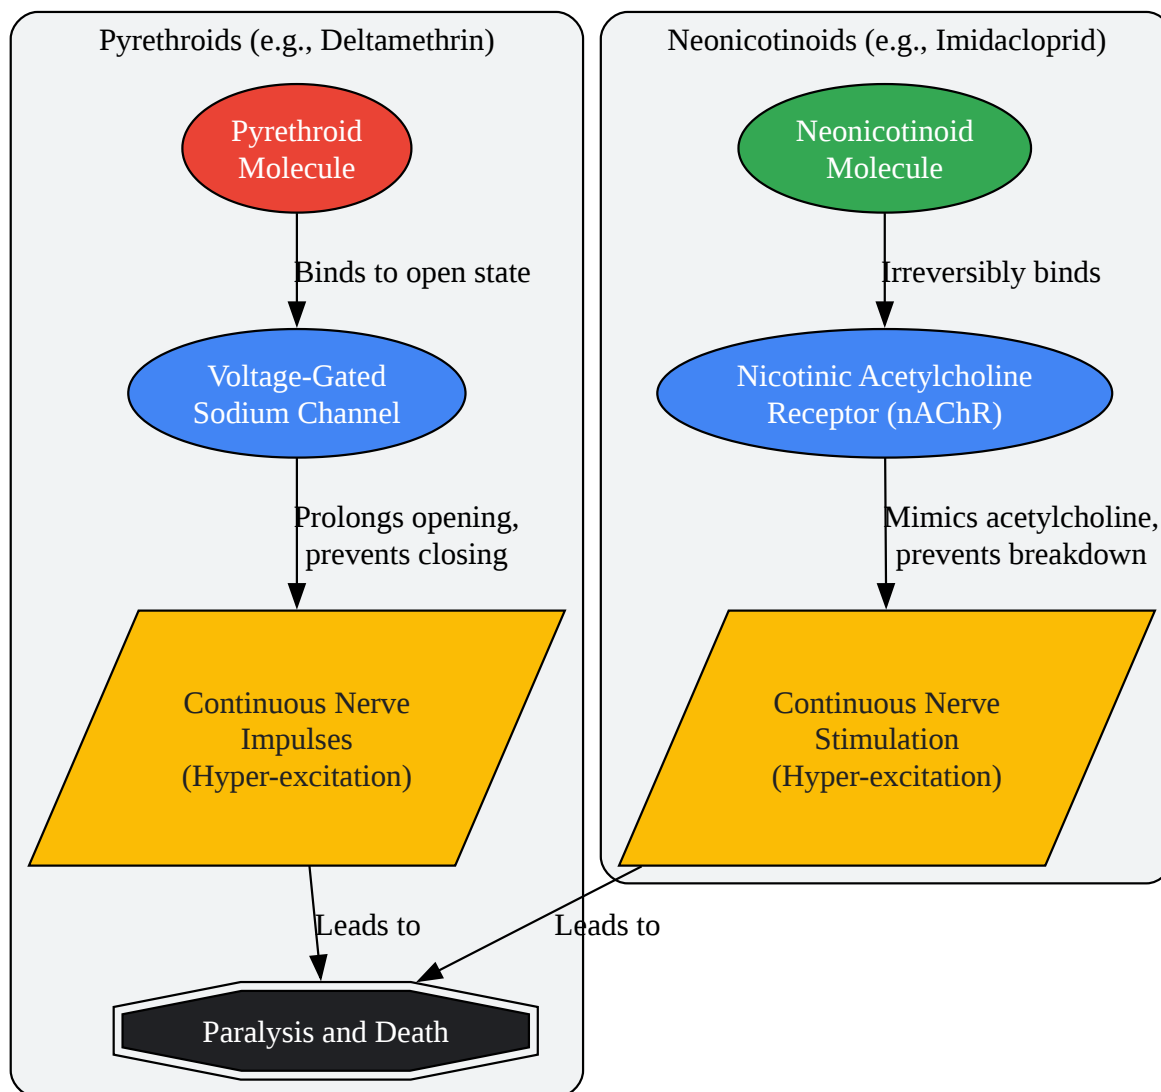 Pyrethroids (e.g., Deltamethrin)
Pyrethroid
Molecule
Binds to open state
Voltage-Gated
Sodium Channel
Prolongs opening,
prevents closing
Continuous Nerve
Impulses
(Hyper-excitation)
Leads to
Paralysis and Death
Neonicotinoids (e.g., Imidacloprid)
Neonicotinoid
Molecule
Irreversibly binds
Nicotinic Acetylcholine
Receptor (nAChR)
Mimics acetylcholine,
prevents breakdown
Continuous Nerve
Stimulation
(Hyper-excitation)
Leads to